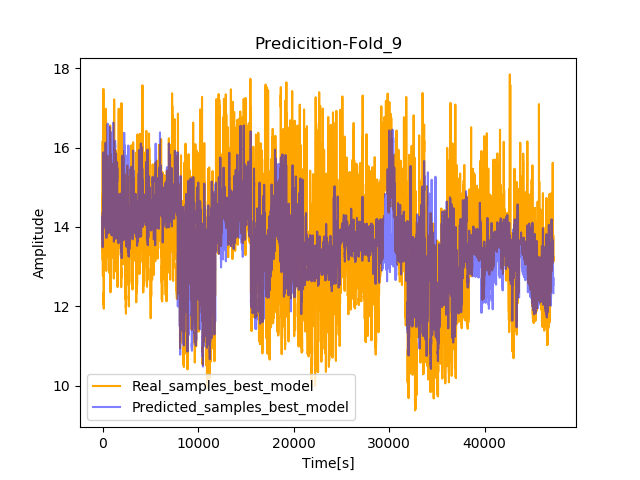 Predicition-Fold_9
18
16
14
12
10
Amplitude
Real_samples_best_model
Predicted_samples_best_model
0
10000
20000
30000
40000
Time[s]